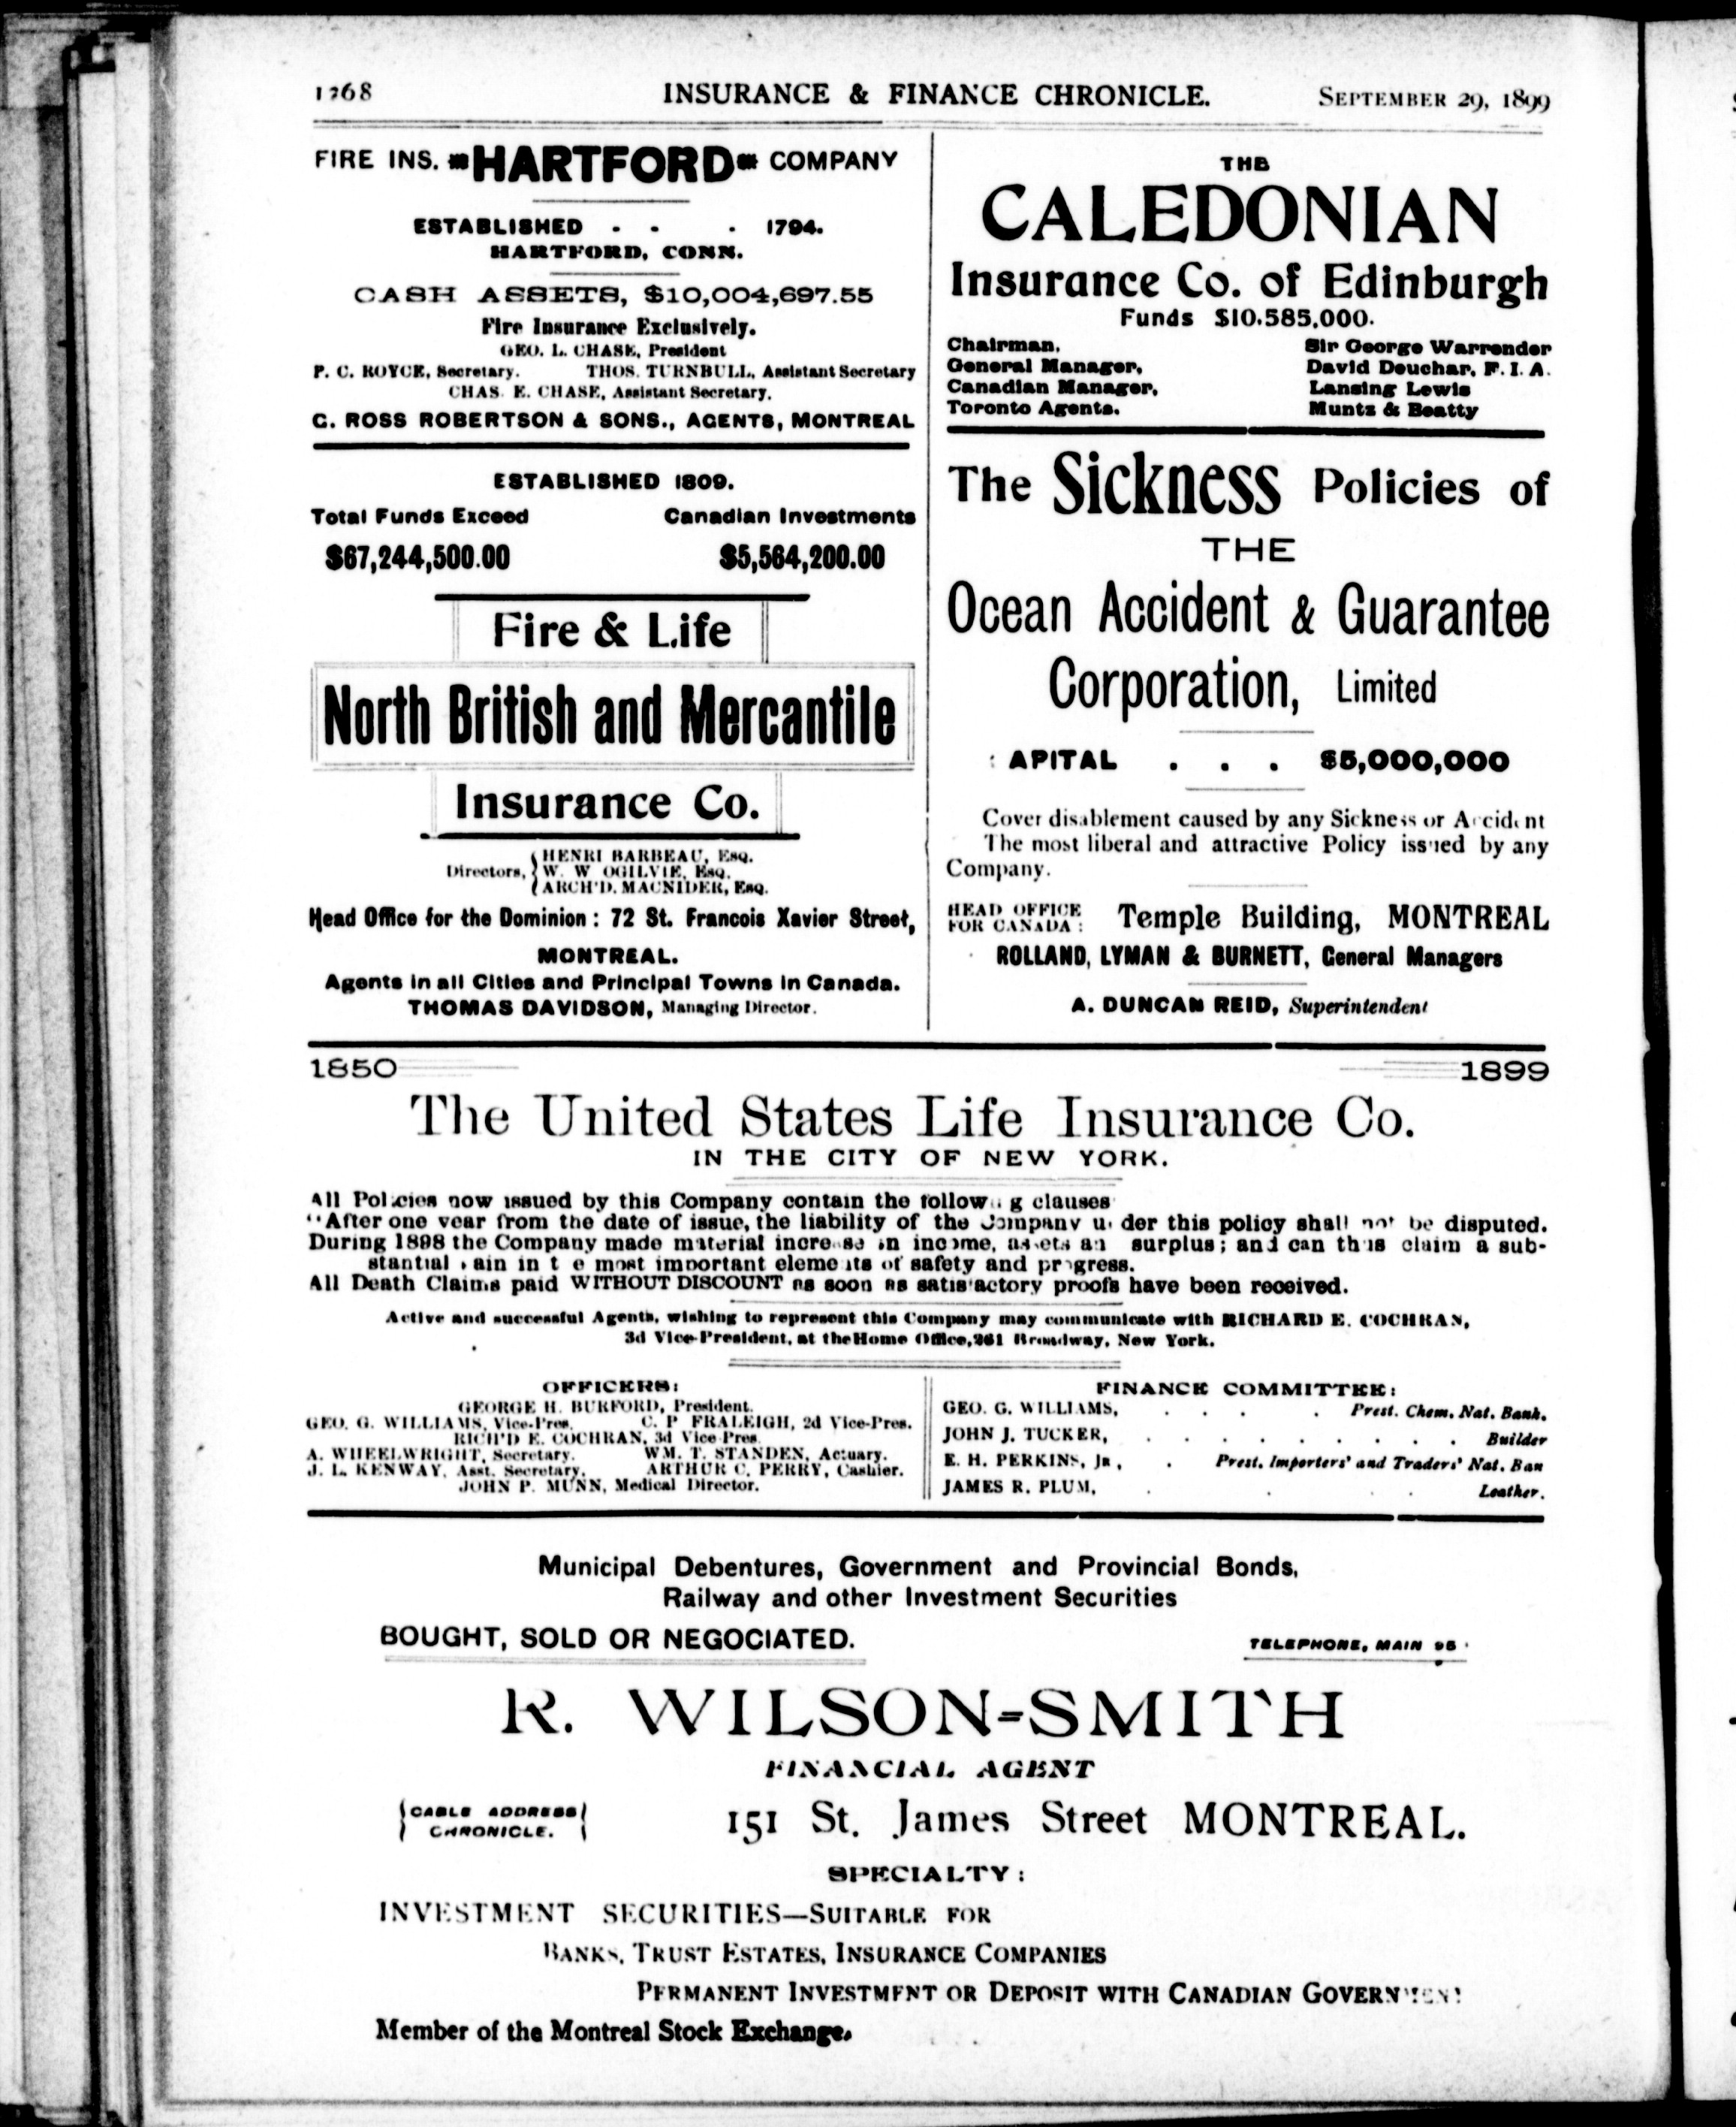 1268 INSURANCE & FINANCE CHRONICLE. SEPTEMBER 29, 1899
FIRE INS. HARTFORD COMPANY
ESTABLISHED - - - 1794.
HARTFORD, CONN.
CASH ASSETS, $10,004,697.55
Fire Insurance Exclusively.
GEO. L. CHASE, President
P. C. ROYCE, Secretary. THOS. TURNBULL, Assistant Secretary
CHAS. E. CHASE, Assistant Secretary.
C. ROSS ROBERTSON & SONS., AGENTS, MONTREAL
ESTABLISHED 1809.
Total Funds Exceed Canadian Investments
$67,244,500.00 $5,564,200.00
Fire & Life
North British and Mercantile
Insurance Co.
Directors, HENRI BARBEAU, Esq.
W. W OGILVIE, Esq.
ARCH'D. MACNIDER, Esq.
Head Office for the Dominion : 72 St. Francois Xavier Street,
MONTREAL.
Agents in all Cities and Principal Towns in Canada.
THOMAS DAVIDSON, Managing Director.
THE
CALEDONIAN
Insurance Co. of Edinburgh
Funds $10.585.000.
Chairman, Sir George Warrender
General Manager, David Deuchar, F. I. A.
Canadian Manager, Lansing Lewis
Toronto Agents. Muntz & Beatty
The Sickness Policies of
THE
Ocean Accident & Guarantee
Corporation, Limited
APITAL . . . $5,000,000
Cover disablement caused by any Sickness or Accident
The most liberal and attractive Policy issued by any
Company.
HEAD OFFICE
FOR CANADA : Temple Building, MONTREAL
ROLLAND, LYMAN & BURNETT, General Managers
A. DUNCAN REID, Superintendent
1850 1899
The United States Life Insurance Co.
IN THE CITY OF NEW YORK.
All Policies now issued by this Company contain the following clauses
"After one year from the date of issue, the liability of the Company under this policy shall not be disputed.
During 1898 the Company made material increase in income, assets and surplus ; and can thus claim a sub-
stantial gain in the most important elements of safety and progress.
All Death Claims paid WITHOUT DISCOUNT as soon as satisfactory proofs have been received.
Active and successful Agents, wishing to represent this Company may communicate with RICHARD E. COCHRAN,
3d Vice-President, at the Home Office, 261 Broadway, New York.
OFFICERS:
GEORGE H. BURFORD, President.
GEO. G. WILLIAMS, Vice-Pres. C. P FRALEIGH, 2d Vice-Pres.
RICH'D E. COCHRAN, 3d Vice Pres
A. WHEELWRIGHT, Secretary. WM. T. STANDEN, Actuary.
J. L. KENWAY, Asst. Secretary. ARTHUR C. PERRY, Cashier.
JOHN P. MUNN, Medical Director.
FINANCE COMMITTEE:
GEO. G. WILLIAMS, . . . . Prest. Chem. Nat. Bank.
JOHN J. TUCKER, . . . . . . . . Builder
E. H. PERKINS, Jr , . Prest. Importers' and Traders' Nat. Ban
JAMES R. PLUM, . . . . Leather.
Municipal Debentures, Government and Provincial Bonds,
Railway and other Investment Securities
BOUGHT, SOLD OR NEGOCIATED. TELEPHONE, MAIN
R. WILSON=SMITH
FINANCIAL AGENT
CABLE ADDRESS
CHRONICLE.
151 St. James Street MONTREAL.
SPECIALTY :
INVESTMENT SECURITIES—SUITABLE FOR
BANKS, TRUST ESTATES, INSURANCE COMPANIES
PERMANENT INVESTMENT OR DEPOSIT WITH CANADIAN GOVERNMENT
Member of the Montreal Stock Exchange.